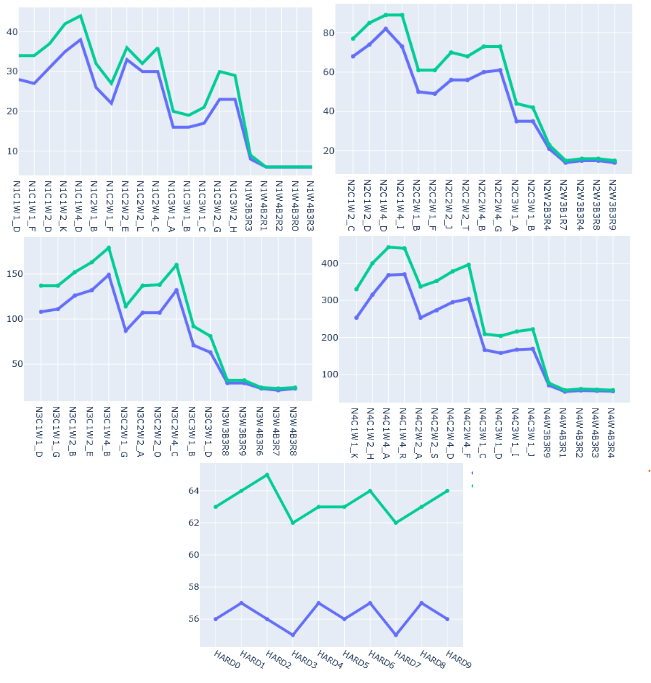 40
30
20
10
N1C1W1_D
N1C1W1_F
N1C1W2_D
N1C1W2_K
N1C1W4_D
N1C2W1_B
N1C2W1_F
N1C2W2_E
N1C2W2_L
N1C2W4_C
N1C3W1_A
N1C3W1_B
N1C3W1_C
N1C3W2_G
N1C3W2_H
N1W3B3R3
N1W4B2R1
N1W4B2R2
N1W4B3R0
N1W4B3R3
80
60
40
20
N2C1W2_C
N2C1W2_D
N2C1W4_D
N2C1W4_I
N2C2W1_B
N2C2W1_F
N2C2W2_J
N2C2W2_T
N2C2W4_B
N2C2W4_G
N2C3W1_A
N2C3W1_B
N2W2B3R4
N2W3B1R7
N2W3B3R4
N2W3B3R8
N2W3B3R9
150
100
50
N3C1W1_D
N3C1W1_G
N3C1W2_B
N3C1W2_E
N3C1W4_B
N3C2W1_G
N3C2W2_A
N3C2W2_O
N3C2W4_C
N3C3W1_B
N3C3W1_D
N3W3B3R8
N3W3B3R9
N3W4B3R6
N3W4B3R7
N3W4B3R8
400
300
200
100
N4C1W1_K
N4C1W2_H
N4C1W4_A
N4C1W4_R
N4C2W1_A
N4C2W2_S
N4C2W4_D
N4C2W4_F
N4C3W1_C
N4C3W1_D
N4C3W1_I
N4C3W1_J
N4W3B3R0
N4W4B3R1
N4W4B3R2
N4W4B3R3
N4W4B3R4
64
62
60
58
56
HARD0
HARD1
HARD2
HARD3
HARD4
HARD5
HARD6
HARD7
HARD8
HARD9